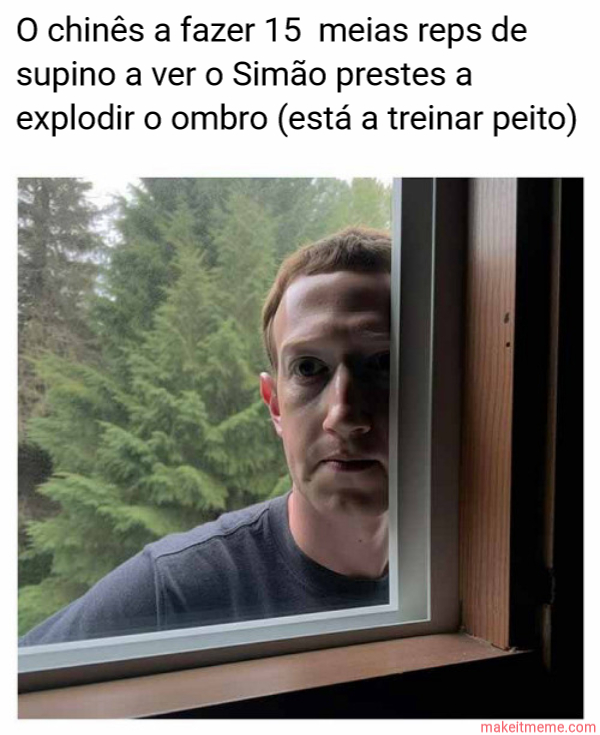 O chinês a fazer 15 meias reps de
supino a ver o Simão prestes a
explodir o ombro (está a treinar peito)
makeitmeme.com